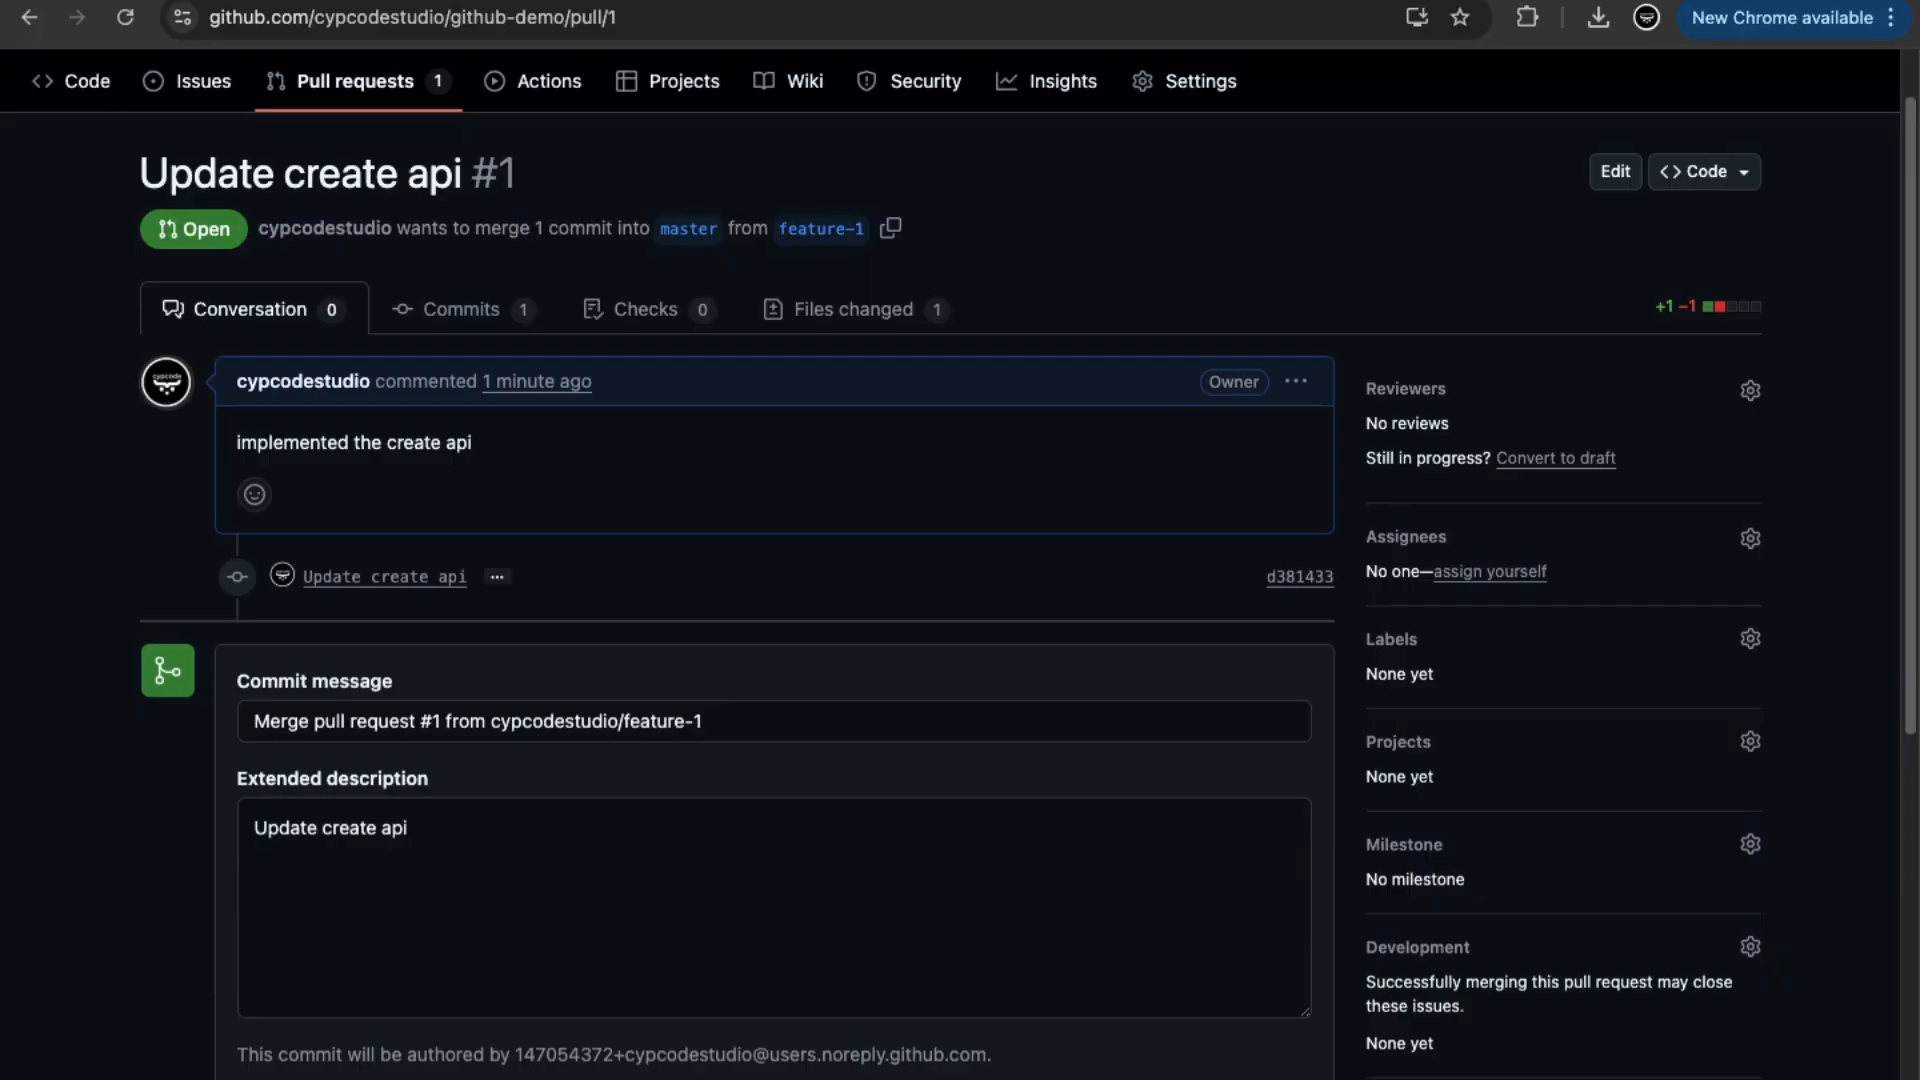 github.com/cypcodestudio/github-demo/pull/1
New Chrome available
Code
Issues
Pull requests 1
Actions
Projects
Wiki
Security
Insights
Settings
Update create api #1
Edit
Code
Open
cypcodestudio wants to merge 1 commit into master from feature-1
Conversation 0
Commits 1
Checks 0
Files changed 1
+1 −1
cypcode
cypcodestudio commented 1 minute ago
Owner
implemented the create api
Update create api
d381433
Commit message
Merge pull request #1 from cypcodestudio/feature-1
Extended description
Update create api
This commit will be authored by 147054372+cypcodestudio@users.noreply.github.com.
Reviewers
No reviews
Still in progress? Convert to draft
Assignees
No one—assign yourself
Labels
None yet
Projects
None yet
Milestone
No milestone
Development
Successfully merging this pull request may close
these issues.
None yet